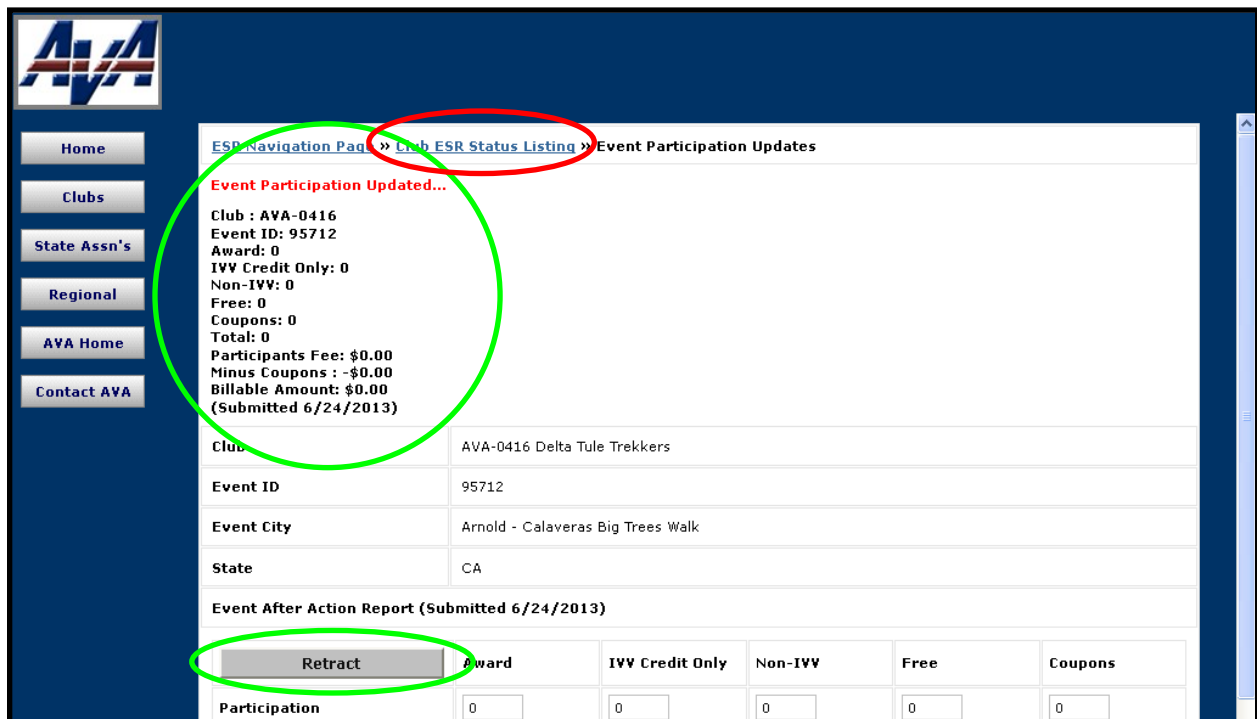 AVA
Home
Clubs
State Assn's
Regional
AVA Home
Contact AVA
ESR Navigation Page » Club ESR Status Listing » Event Participation Updates
Event Participation Updated...
Club : AVA-0416
Event ID: 95712
Award: 0
IVV Credit Only: 0
Non-IVV: 0
Free: 0
Coupons: 0
Total: 0
Participants Fee: $0.00
Minus Coupons : -$0.00
Billable Amount: $0.00
(Submitted 6/24/2013)
Club AVA-0416 Delta Tule Trekkers
Event ID 95712
Event City Arnold - Calaveras Big Trees Walk
State CA
Event After Action Report (Submitted 6/24/2013)
Retract Award IVV Credit Only Non-IVV Free Coupons
Participation 0 0 0 0 0